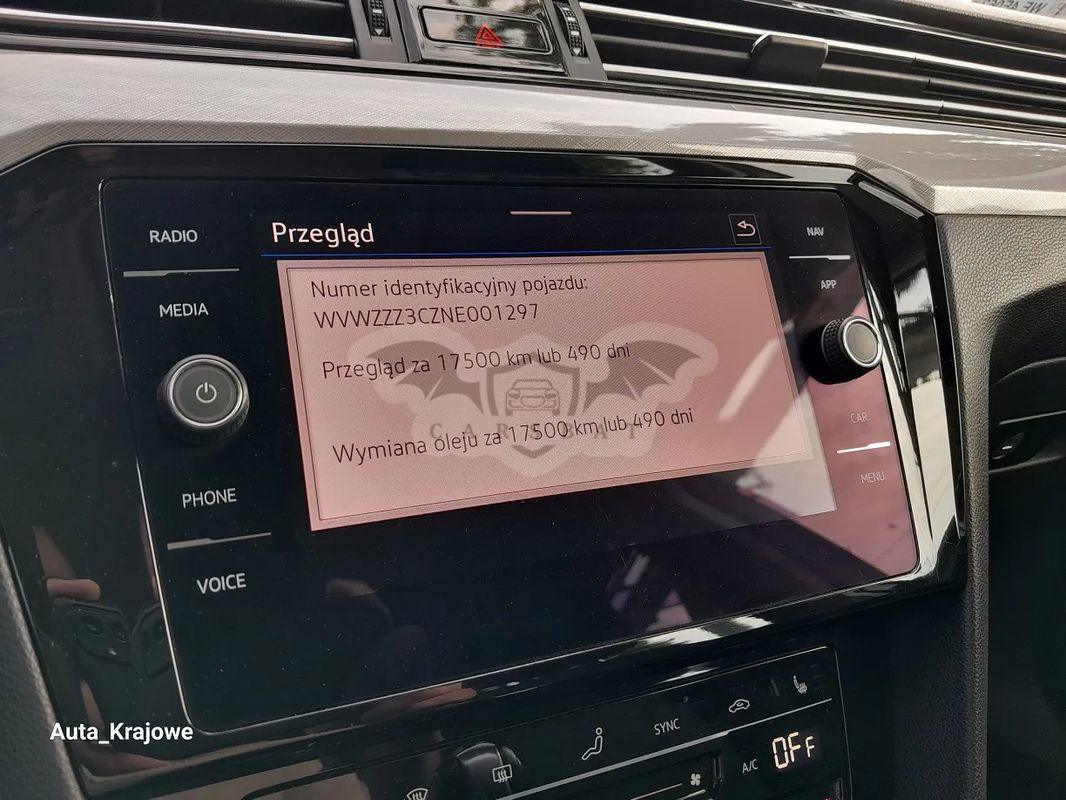 RADIO
MEDIA
PHONE
VOICE
Przegląd
Numer identyfikacyjny pojazdu:
WVWZZZ3CZNE001297
Przegląd za 17500 km lub 490 dni
Wymiana oleju za 17500 km lub 490 dni
CARSBAT
NAV
APP
CAR
MENU
SYNC
A/C
OFF
Auta_Krajowe